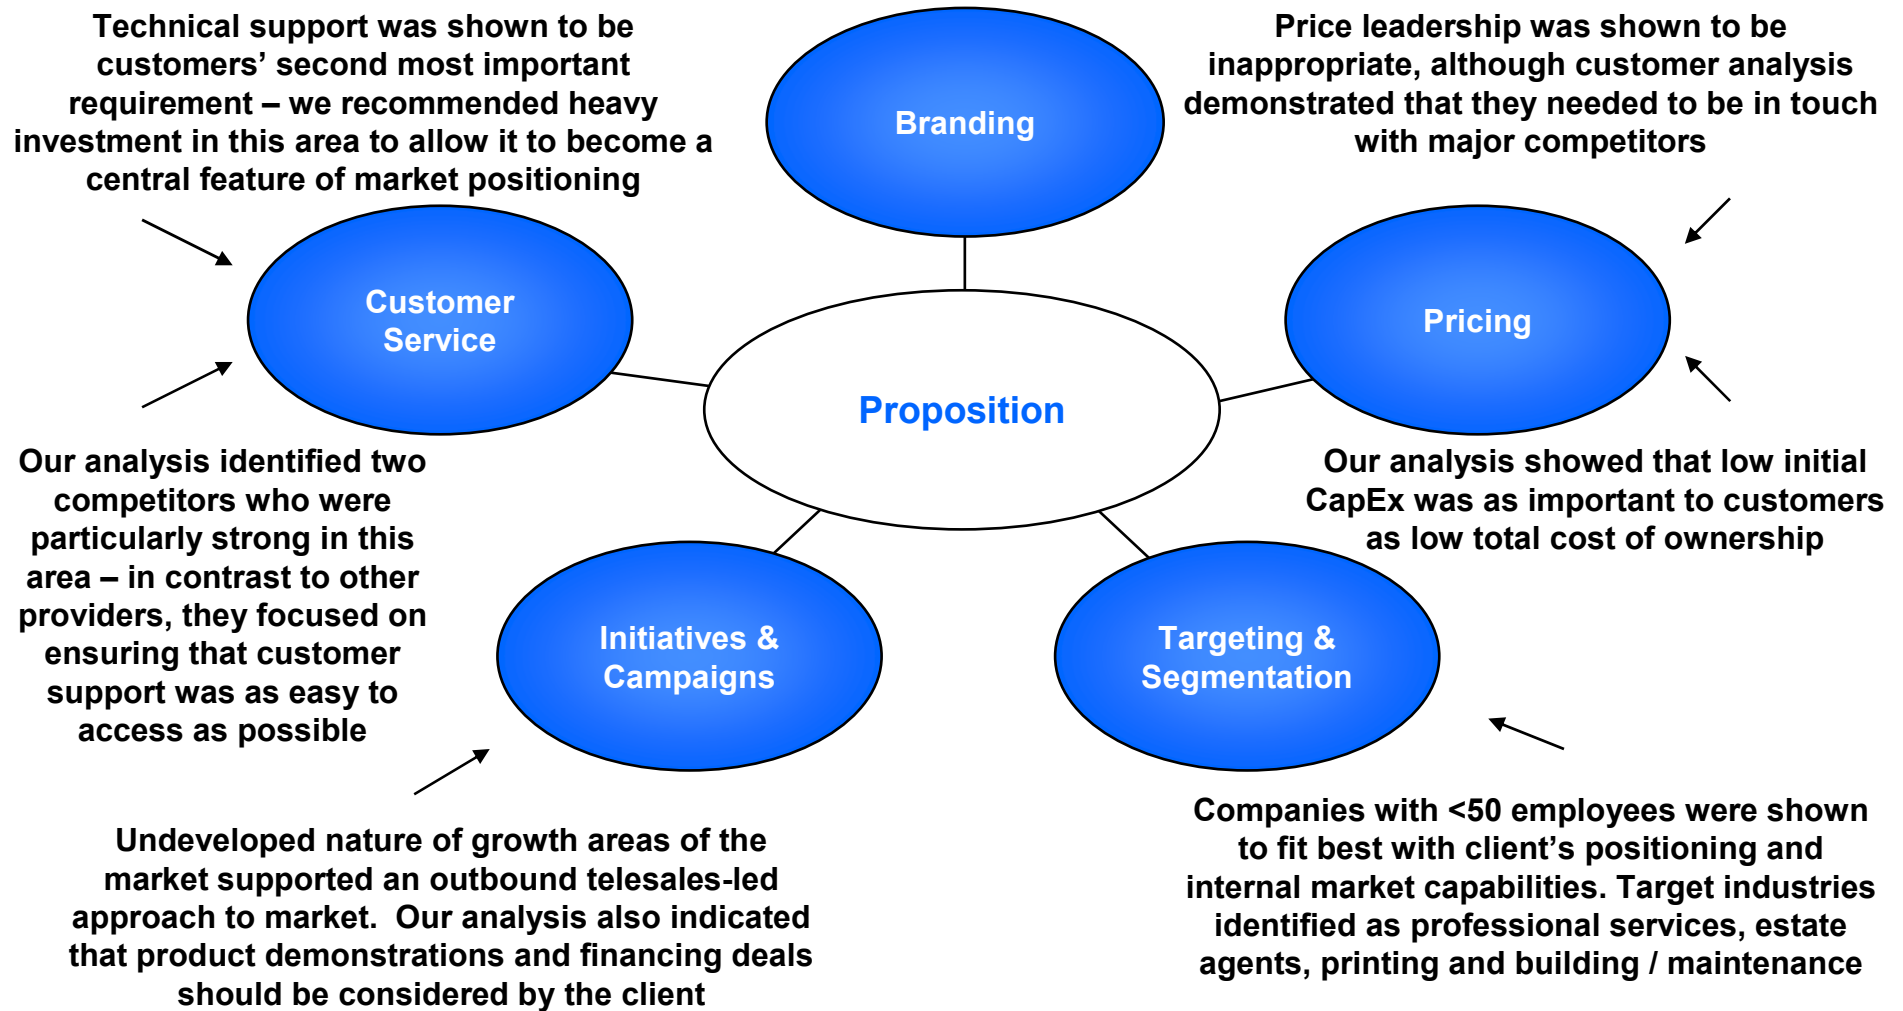 Technical support was shown to be
customers’ second most important
requirement – we recommended heavy
investment in this area to allow it to become a
central feature of market positioning
Branding
Price leadership was shown to be
inappropriate, although customer analysis
demonstrated that they needed to be in touch
with major competitors
Customer
Service
Pricing
Proposition
Our analysis identified two
competitors who were
particularly strong in this
area – in contrast to other
providers, they focused on
ensuring that customer
support was as easy to
access as possible
Our analysis showed that low initial
CapEx was as important to customers
as low total cost of ownership
Initiatives &
Campaigns
Targeting &
Segmentation
Undeveloped nature of growth areas of the
market supported an outbound telesales-led
approach to market.  Our analysis also indicated
that product demonstrations and financing deals
should be considered by the client
Companies with <50 employees were shown
to fit best with client’s positioning and
internal market capabilities. Target industries
identified as professional services, estate
agents, printing and building / maintenance